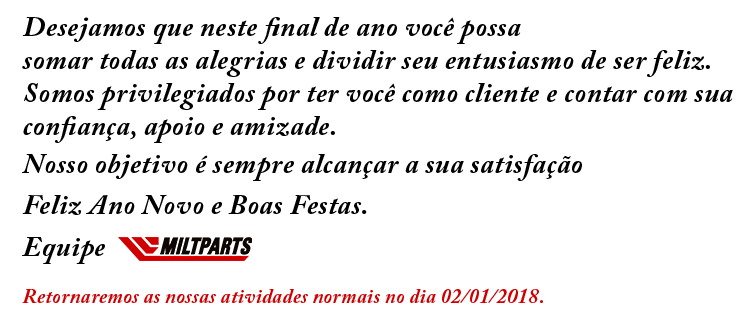 Desejamos que neste final de ano você possa
somar todas as alegrias e dividir seu entusiasmo de ser feliz.
Somos privilegiados por ter você como cliente e contar com sua
confiança, apoio e amizade.
Nosso objetivo é sempre alcançar a sua satisfação
Feliz Ano Novo e Boas Festas.
Equipe MILTPARTS
Retornaremos as nossas atividades normais no dia 02/01/2018.